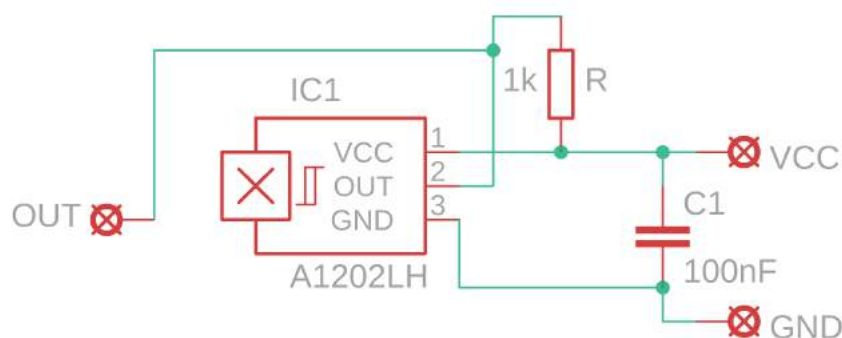 1k R
IC1
VCC 1
OUT 2
GND 3
VCC
OUT
C1
A1202LH
100nF
GND